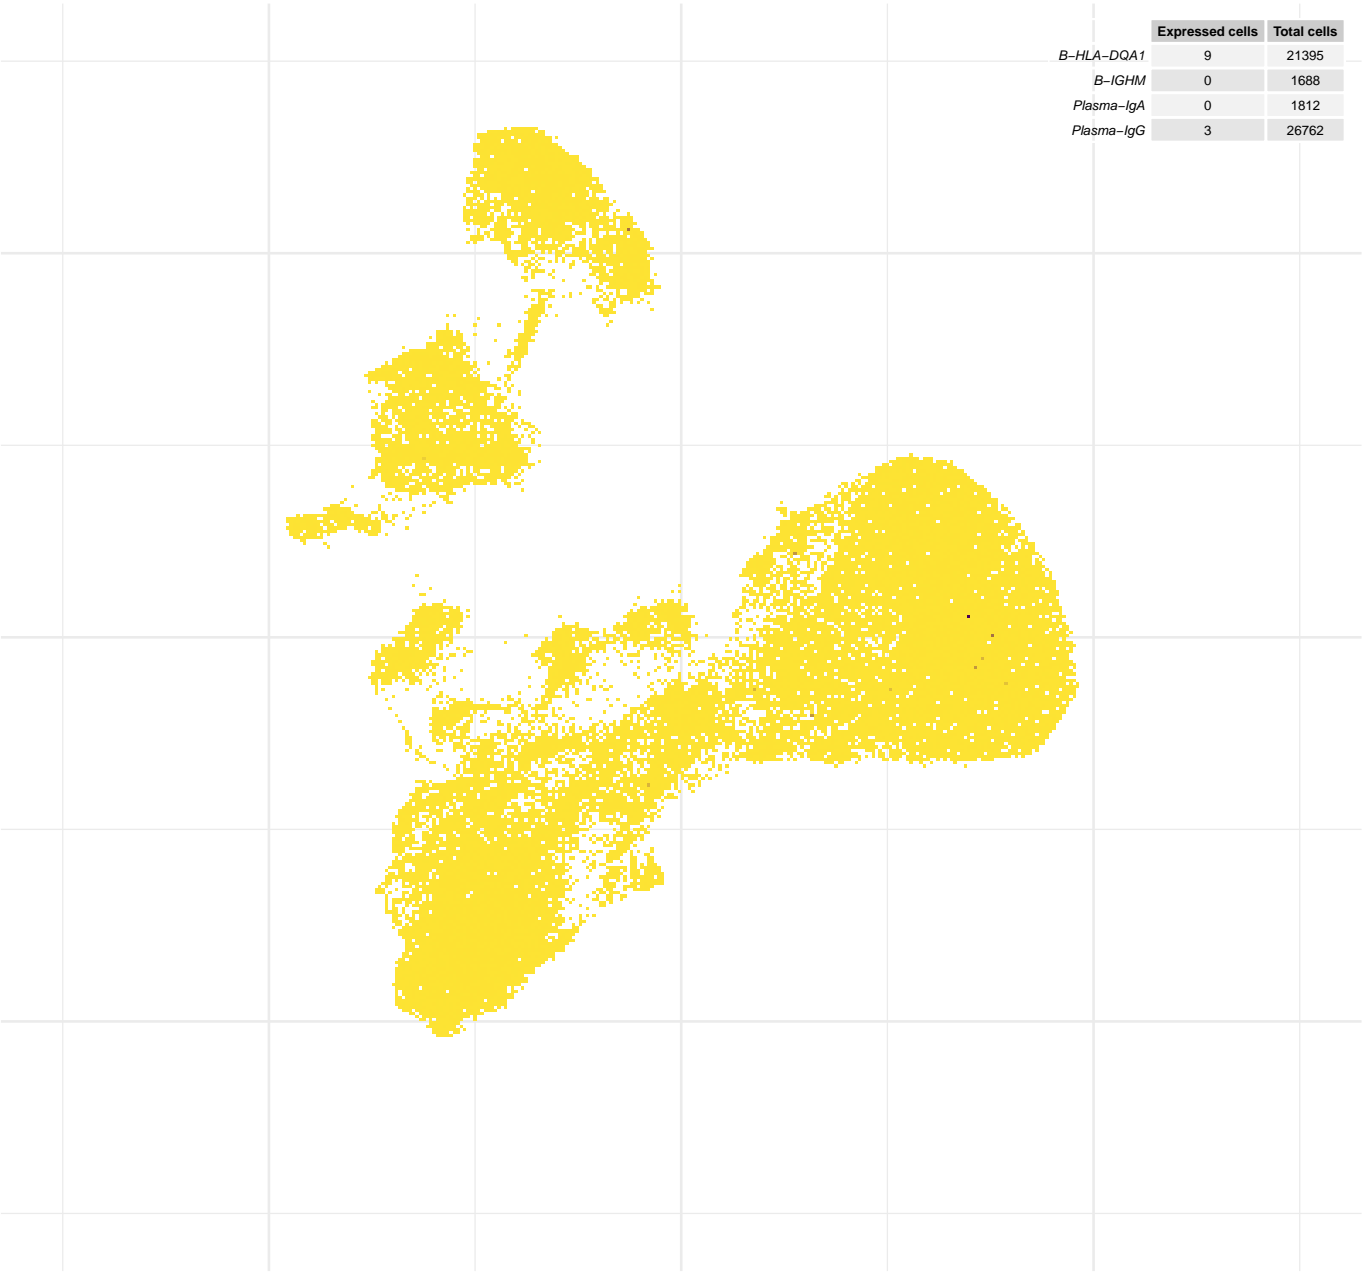 Expressed cells Total cells
B−HLA−DQA1 9 21395
B−IGHM 0 1688
Plasma−IgA 0 1812
Plasma−IgG 3 26762